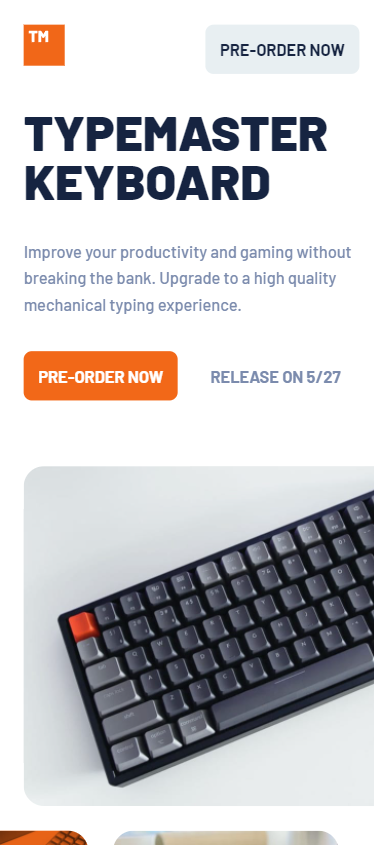 TM
PRE-ORDER NOW
TYPEMASTER
KEYBOARD
Improve your productivity and gaming without
breaking the bank. Upgrade to a high quality
mechanical typing experience.
PRE-ORDER NOW
RELEASE ON 5/27